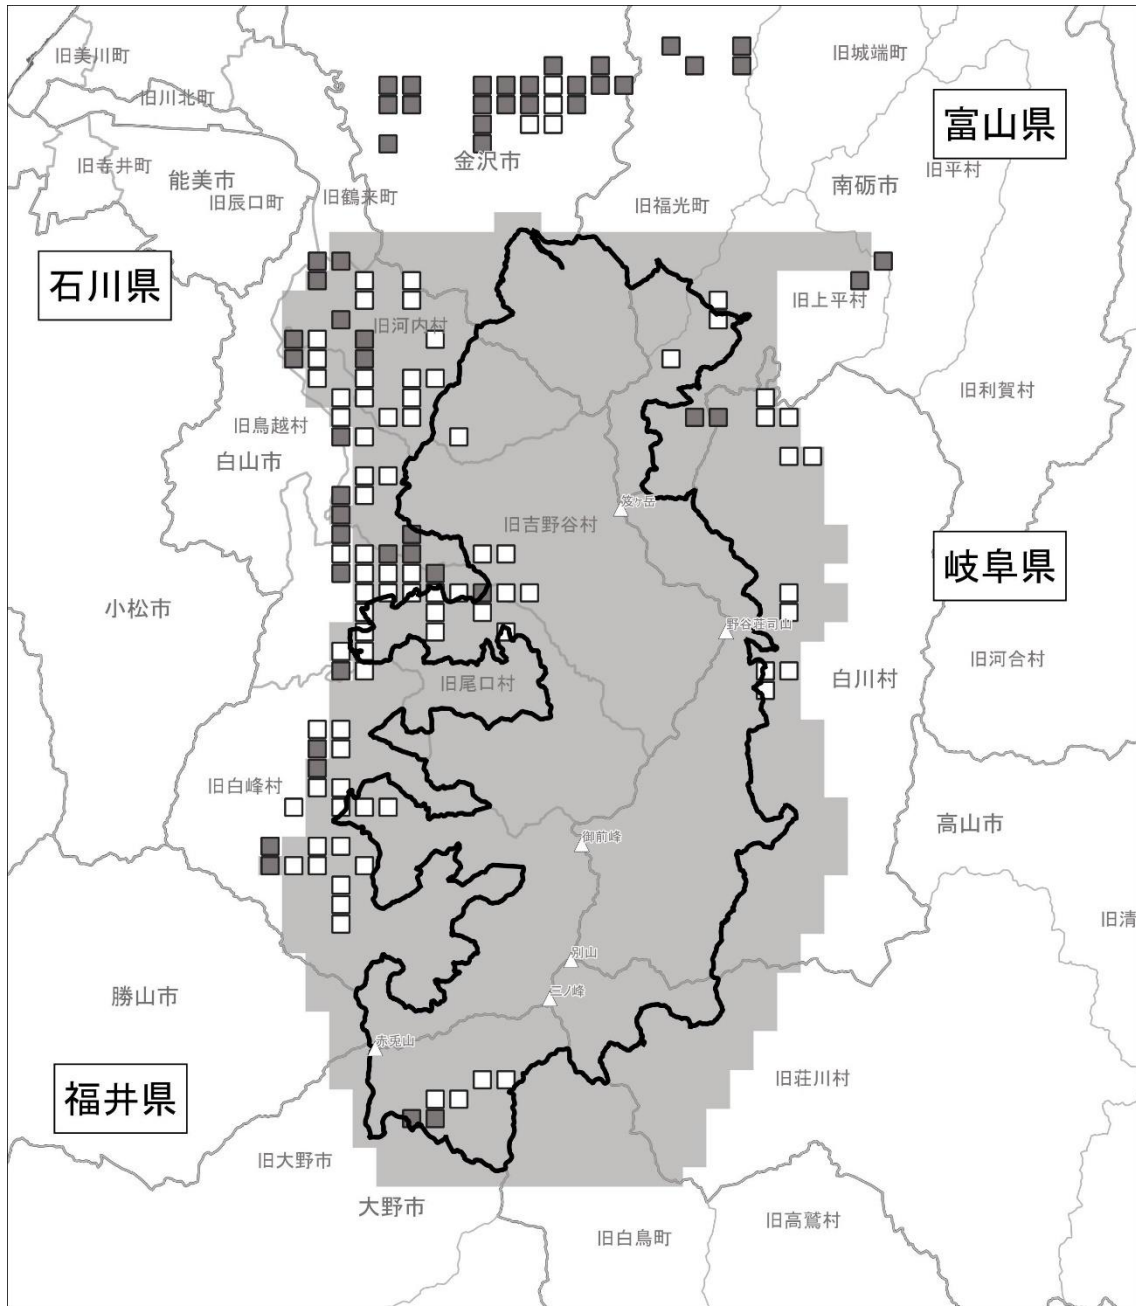 旧美川町
旧城端町
旧川北町
富山県
旧寺井町
能美市
金沢市
旧平村
南砺市
旧辰口町
旧鶴来町
旧福光町
石川県
旧上平村
旧河内村
旧利賀村
旧鳥越村
白山市
笈ヶ岳
旧吉野谷村
岐阜県
小松市
野谷荘司山
旧河合村
旧尾口村
白川村
旧白峰村
高山市
御前峰
旧清
別山
勝山市
三ノ峰
赤兎山
旧荘川村
福井県
旧大野市
大野市
旧高鷲村
旧白鳥町